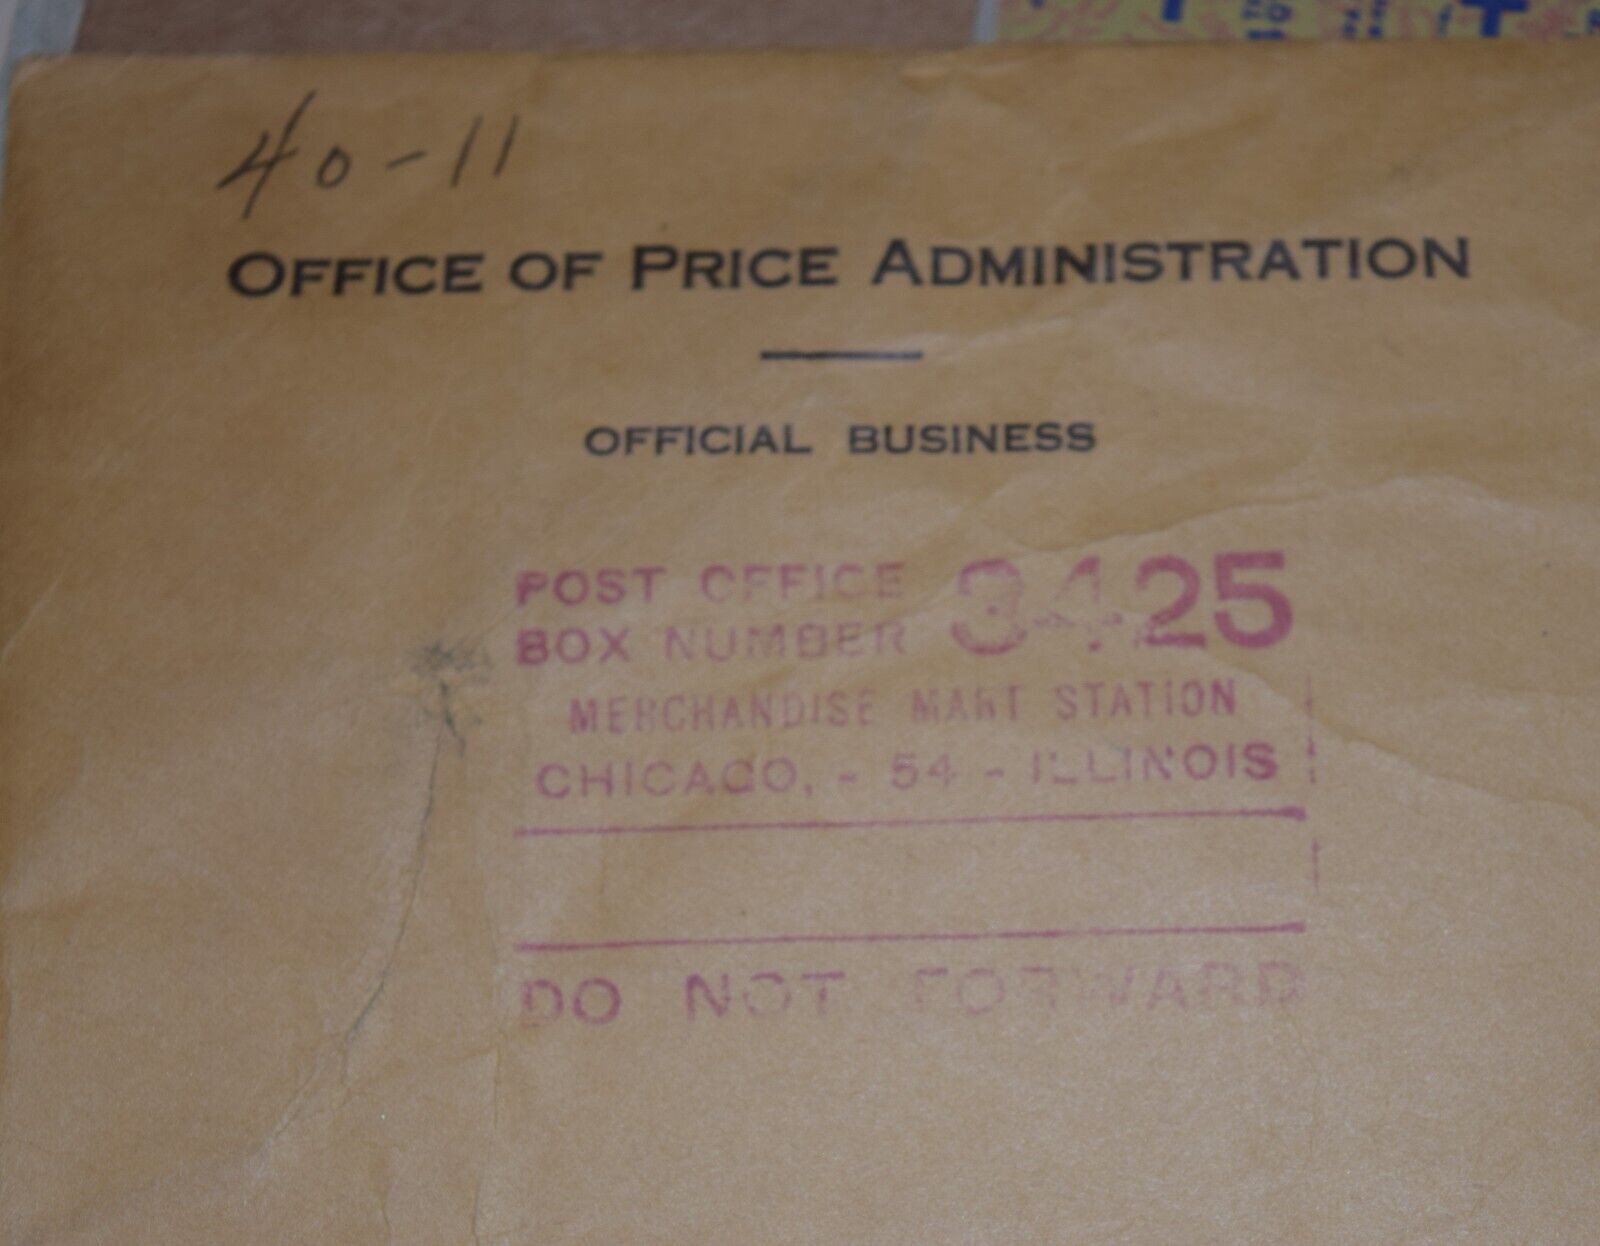 40-11
OFFICE OF PRICE ADMINISTRATION
OFFICIAL BUSINESS
POST OFFICE
BOX NUMBER 3425
MERCHANDISE MART STATION
CHICAGO, - 54 - ILLINOIS
DO NOT FORWARD